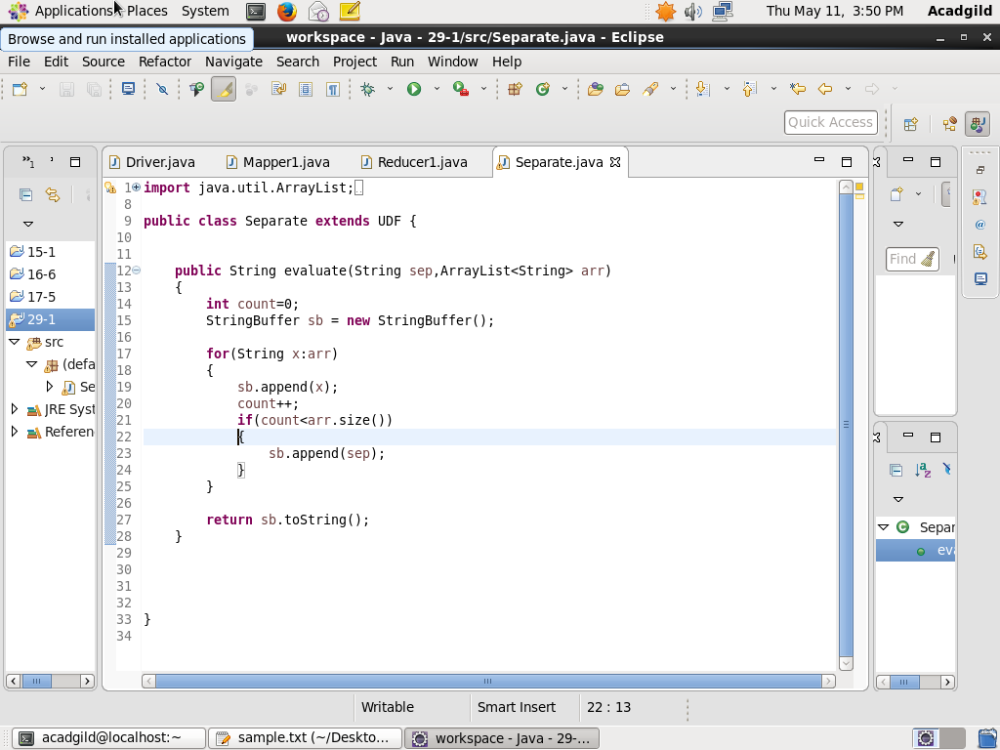 Applications Places System Thu May 11, 3:50 PM Acadgild
Browse and run installed applications
workspace - Java - 29-1/src/Separate.java - Eclipse
File Edit Source Refactor Navigate Search Project Run Window Help
Quick Access
»1 Driver.java Mapper1.java Reducer1.java Separate.java
1 import java.util.ArrayList;
8
9 public class Separate extends UDF {
10
11
12 public String evaluate(String sep,ArrayList<String> arr)
13 {
14 int count=0;
15 StringBuffer sb = new StringBuffer();
16
17 for(String x:arr)
18 {
19 sb.append(x);
20 count++;
21 if(count<arr.size())
22 {
23 sb.append(sep);
24 }
25 }
26
27 return sb.toString();
28 }
29
30
31
32
33 }
34
15-1
16-6
17-5
29-1
src
(defa
Se
JRE Syst
Referen
Find
Separ
eva
Writable Smart Insert 22 : 13
acadgild@localhost:~ sample.txt (~/Deskto... workspace - Java - 29-...